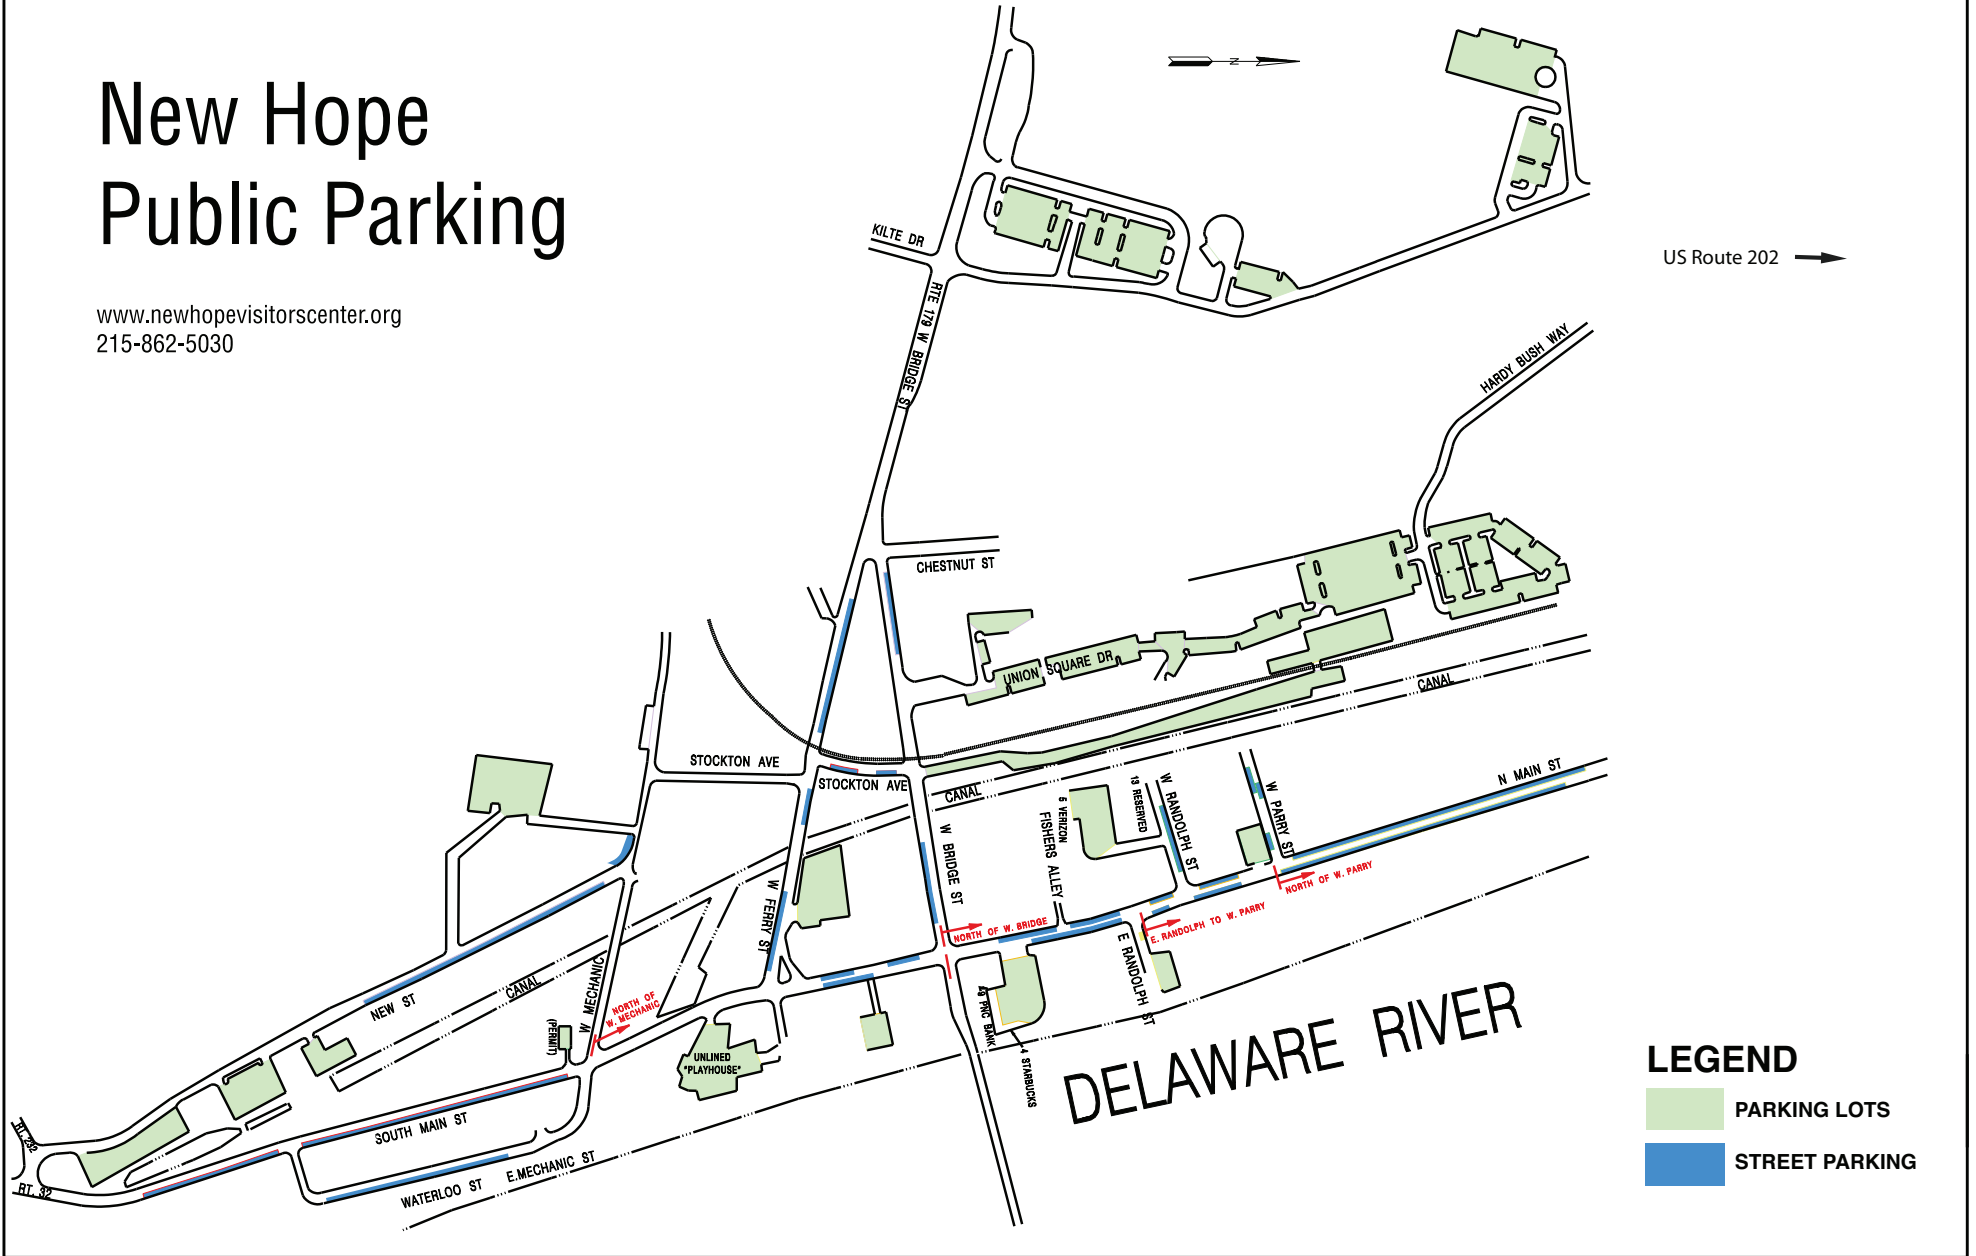 New Hope
Public Parking
www.newhopevisitorscenter.org
215-862-5030
N
US Route 202
KILTE DR
RTE 179 W BRIDGE ST
HARDY BUSH WAY
CHESTNUT ST
UNION SQUARE DR
CANAL
STOCKTON AVE
STOCKTON AVE
CANAL
N MAIN ST
13 RESERVED
W RANDOLPH ST
W PARRY ST
5 VERIZON
FISHERS ALLEY
W BRIDGE ST
W FERRY ST
NORTH OF W. PARRY
NORTH OF W. BRIDGE
E. RANDOLPH TO W. PARRY
E RANDOLPH ST
CANAL
NEW ST
W MECHANIC
NORTH OF
W. MECHANIC
(PERMIT)
49 PNC BANK
4 STARBUCKS
UNLINED
"PLAYHOUSE"
DELAWARE RIVER
SOUTH MAIN ST
E.MECHANIC ST
WATERLOO ST
RT. 232
RT. 32
LEGEND
PARKING LOTS
STREET PARKING